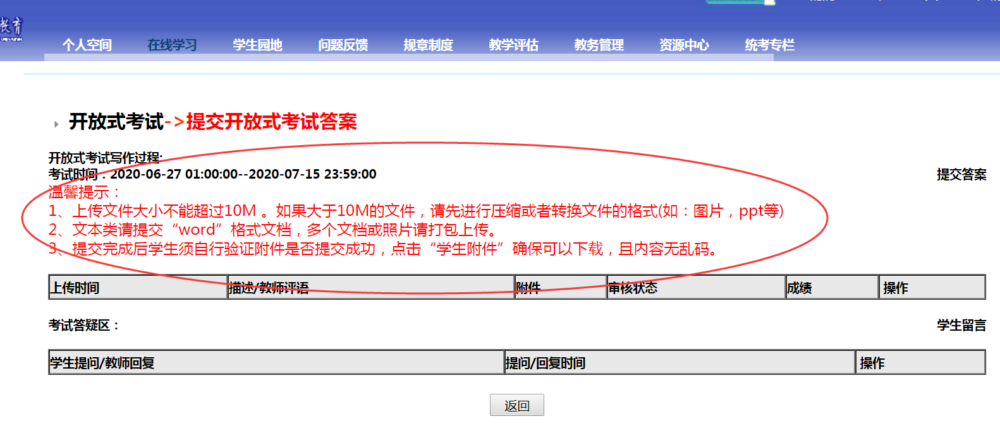 教育
个人空间 在线学习 学生园地 问题反馈 规章制度 教学评估 教务管理 资源中心 统考专栏
开放式考试->提交开放式考试答案
开放式考试写作过程:
考试时间：2020-06-27 01:00:00--2020-07-15 23:59:00 提交答案
温馨提示：
1、上传文件大小不能超过10M 。如果大于10M的文件，请先进行压缩或者转换文件的格式(如：图片，ppt等)
2、文本类请提交“word”格式文档，多个文档或照片请打包上传。
3、提交完成后学生须自行验证附件是否提交成功，点击“学生附件”确保可以下载，且内容无乱码。
上传时间 描述/教师评语 附件 审核状态 成绩 操作
考试答疑区： 学生留言
学生提问/教师回复 提问/回复时间 操作
返回